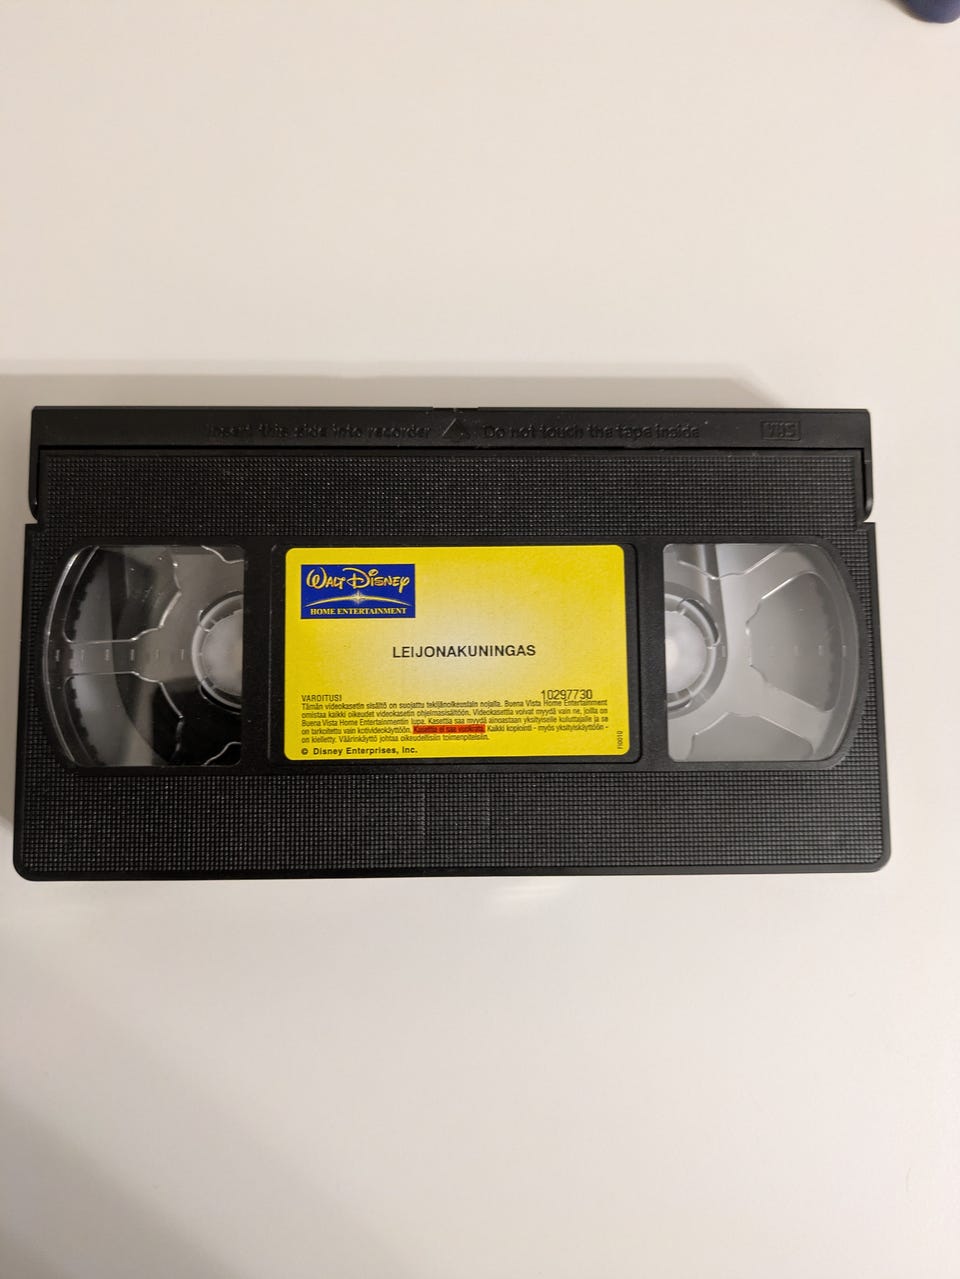 Insert this side into recorder Do not touch the tape inside VHS
WALT DISNEY
HOME ENTERTAINMENT
LEIJONAKUNINGAS
10297730
VAROITUS!
Tämän videokasetin sisältö on suojattu tekijänoikeuslain nojalla. Buena Vista Home Entertainment
omistaa kaikki oikeudet videokasetin ohjelmasisältöön. Videokasettia voivat myydä vain ne, joilla on
Buena Vista Home Entertainmentin lupa. Kasettia saa myydä ainoastaan yksityiselle kuluttajalle ja se
on tarkoitettu vain kotivideokäyttöön. Kasettia ei saa vuokrata. Kaikki kopiointi - myös yksityiskäyttöön -
on kielletty. Väärinkäyttö johtaa oikeudellisiin toimenpiteisiin.
© Disney Enterprises, Inc.